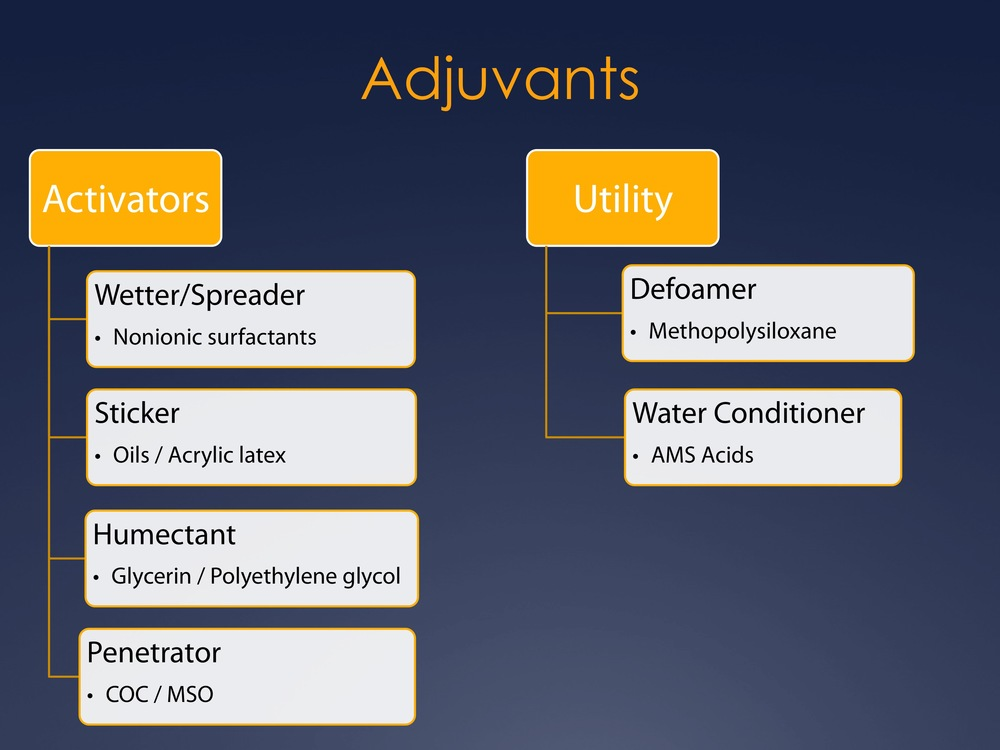 Adjuvants
Activators
Wetter/Spreader
• Nonionic surfactants
Sticker
• Oils / Acrylic latex
Humectant
• Glycerin / Polyethylene glycol
Penetrator
• COC / MSO
Utility
Defoamer
• Methopolysiloxane
Water Conditioner
• AMS Acids